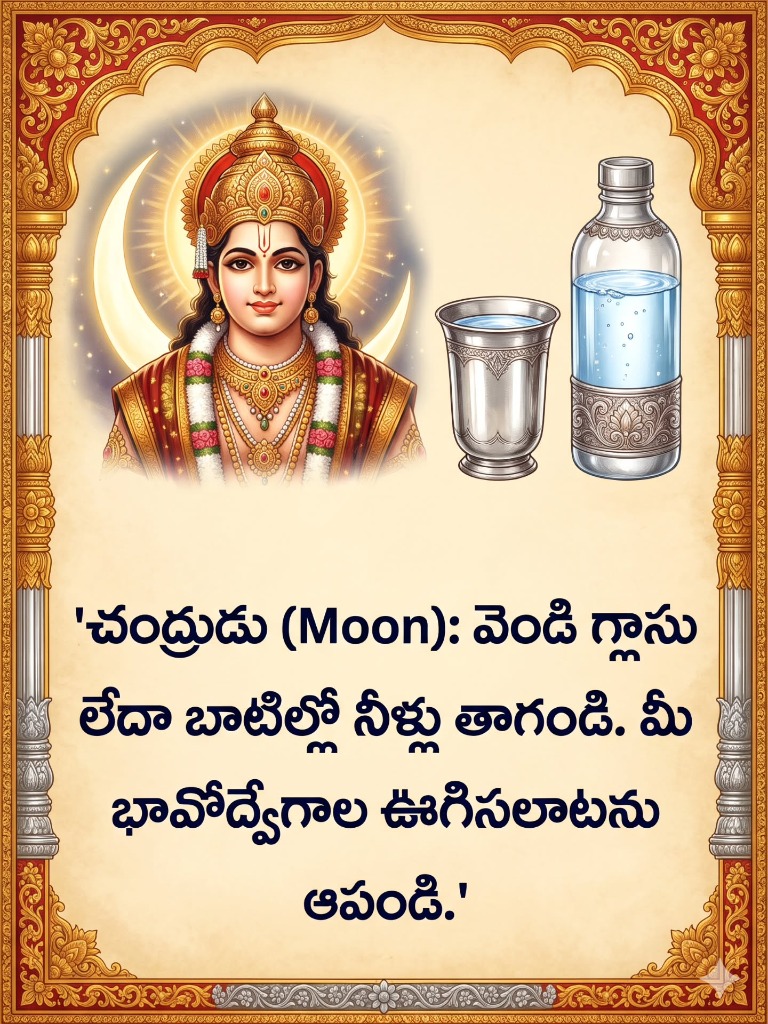 'చంద్రుడు (Moon): వెండి గ్లాసు
లేదా బాటిల్లో నీళ్లు తాగండి. మీ
భావోద్వేగాల ఊగిసలాటను
ఆపండి.'